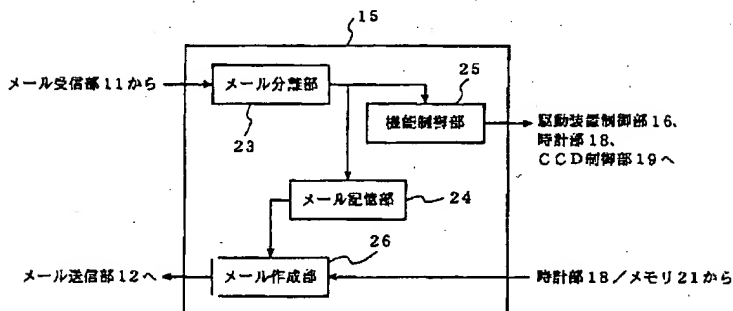 15
メール受信部11から
メール分離部
23
25
機能制御部
駆動装置制御部16、
時計部18、
CCD制御部19へ
メール記憶部
24
26
メール送信部12へ
メール作成部
時計部18/メモリ21から